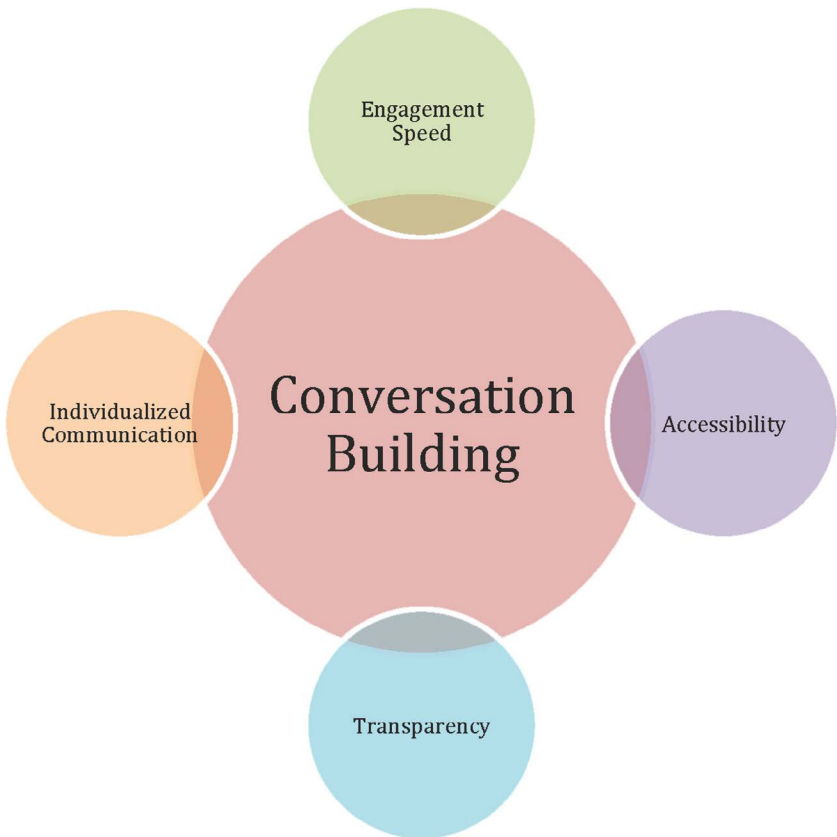 Engagement
Speed
Individualized
Communication
Conversation
Building
Accessibility
Transparency